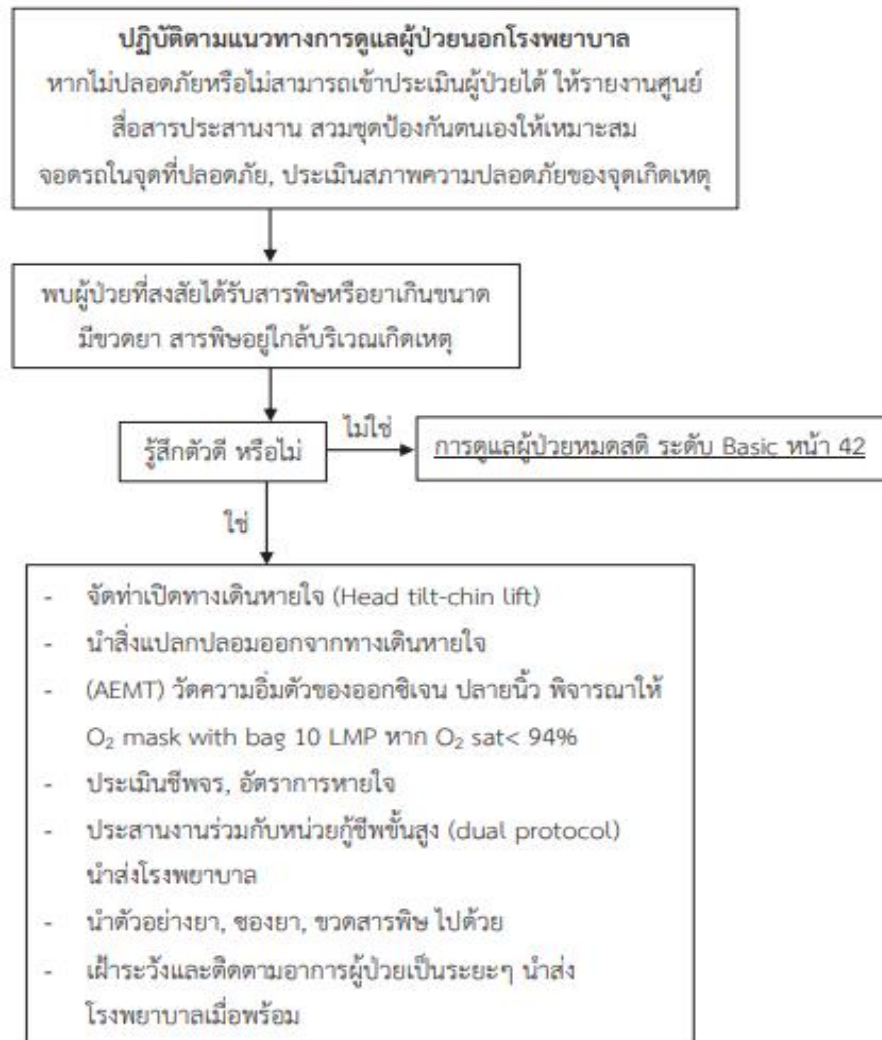 ปฏิบัติตามแนวทางการดูแลผู้ป่วยนอกโรงพยาบาล
หากไม่ปลอดภัยหรือไม่สามารถเข้าประเมินผู้ป่วยได้ ให้รายงานศูนย์
สื่อสารประสานงาน สวมชุดป้องกันตนเองให้เหมาะสม
จอดรถในจุดที่ปลอดภัย, ประเมินสภาพความปลอดภัยของจุดเกิดเหตุ
พบผู้ป่วยที่สงสัยได้รับสารพิษหรือยาเกินขนาด
มีขวดยา สารพิษอยู่ใกล้บริเวณเกิดเหตุ
รู้สึกตัวดี หรือไม่
ไม่ใช่
การดูแลผู้ป่วยหมดสติ ระดับ Basic หน้า 42
ใช่
- จัดท่าเปิดทางเดินหายใจ (Head tilt-chin lift)
- นำสิ่งแปลกปลอมออกจากทางเดินหายใจ
- (AEMT) วัดความอิ่มตัวของออกซิเจน ปลายนิ้ว พิจารณาให้
O₂ mask with bag 10 LMP หาก O₂ sat< 94%
- ประเมินชีพจร, อัตราการหายใจ
- ประสานงานร่วมกับหน่วยกู้ชีพขั้นสูง (dual protocol)
นำส่งโรงพยาบาล
- นำตัวอย่างยา, ซองยา, ขวดสารพิษ ไปด้วย
- เฝ้าระวังและติดตามอาการผู้ป่วยเป็นระยะๆ นำส่ง
โรงพยาบาลเมื่อพร้อม